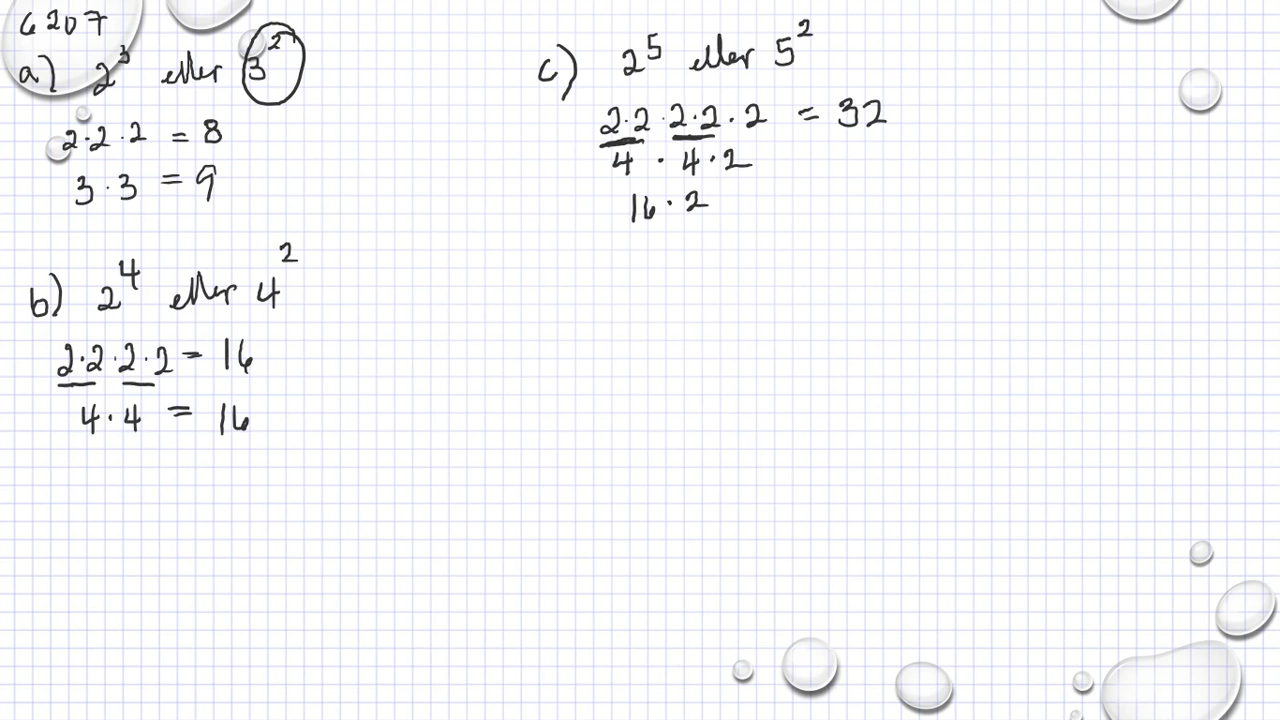 6207
a) 2³ eller 3²
2·2·2 = 8
3·3 = 9
b) 2⁴ eller 4²
2·2·2·2 = 16
4·4 = 16
c) 2⁵ eller 5²
2·2·2·2·2 = 32
4·4·2
16·2